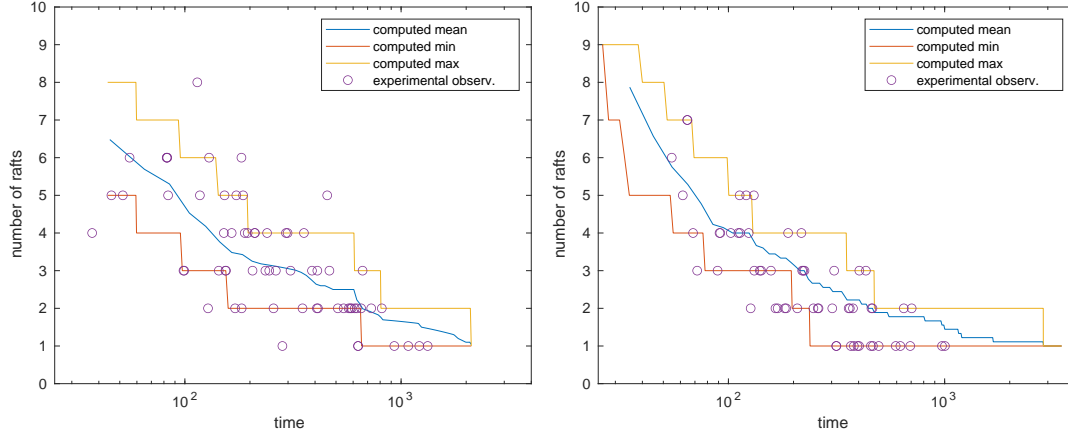 10
9
8
7
6
5
4
3
2
1
0
number of rafts
10²
10³
time
computed mean
computed min
computed max
experimental observ.
10
9
8
7
6
5
4
3
2
1
0
number of rafts
10²
10³
time
computed mean
computed min
computed max
experimental observ.